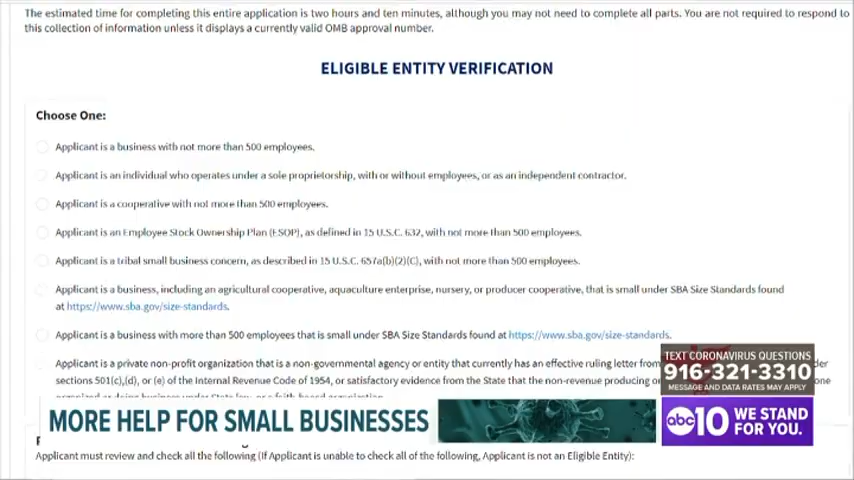 The estimated time for completing this entire application is two hours and ten minutes, although you may not need to complete all parts. You are not required to respond to
this collection of information unless it displays a currently valid OMB approval number.
ELIGIBLE ENTITY VERIFICATION
Choose One:
Applicant is a business with not more than 500 employees.
Applicant is an individual who operates under a sole proprietorship, with or without employees, or as an independent contractor.
Applicant is a cooperative with not more than 500 employees.
Applicant is an Employee Stock Ownership Plan (ESOP), as defined in 15 U.S.C. 632, with not more than 500 employees.
Applicant is a tribal small business concern, as described in 15 U.S.C. 657a(b)(2)(C), with not more than 500 employees.
Applicant is a business, including an agricultural cooperative, aquaculture enterprise, nursery, or producer cooperative, that is small under SBA Size Standards found
at https://www.sba.gov/size-standards.
Applicant is a business with more than 500 employees that is small under SBA Size Standards found at https://www.sba.gov/size-standards.
Applicant is a private non-profit organization that is a non-governmental agency or entity that currently has an effective ruling letter from
sections 501(c),(d), or (e) of the Internal Revenue Code of 1954, or satisfactory evidence from the State that the non-revenue producing
TEXT CORONAVIRUS QUESTIONS
916-321-3310
MESSAGE AND DATA RATES MAY APPLY
MORE HELP FOR SMALL BUSINESSES
abc10 WE STAND
FOR YOU.
Applicant must review and check all the following (If Applicant is unable to check all of the following, Applicant is not an Eligible Entity):